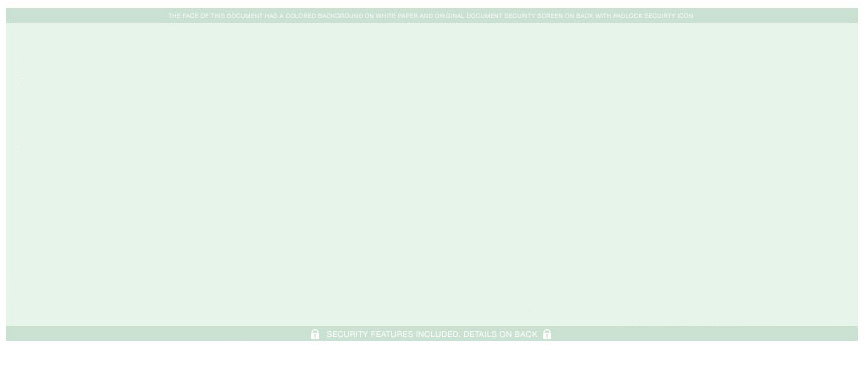 THE FACE OF THIS DOCUMENT HAS A COLORED BACKGROUND ON WHITE PAPER AND ORIGINAL DOCUMENT SECURITY SCREEN ON BACK WITH PADLOCK SECURITY ICON
SECURITY FEATURES INCLUDED. DETAILS ON BACK